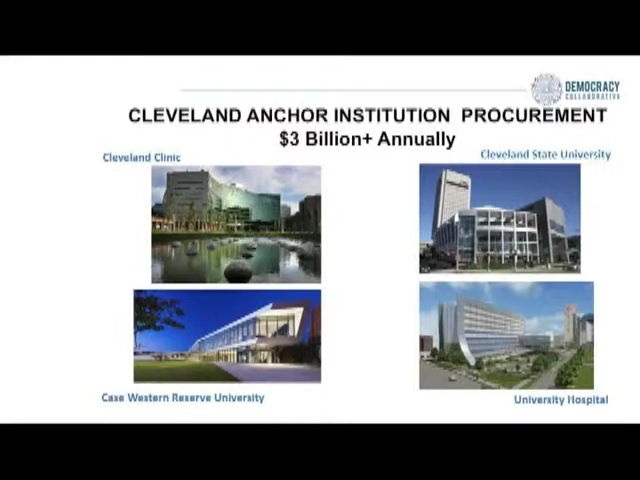 DEMOCRACY
COLLABORATIVE
CLEVELAND ANCHOR INSTITUTION PROCUREMENT
$3 Billion+ Annually
Cleveland Clinic
Cleveland State University
Case Western Reserve University
University Hospital